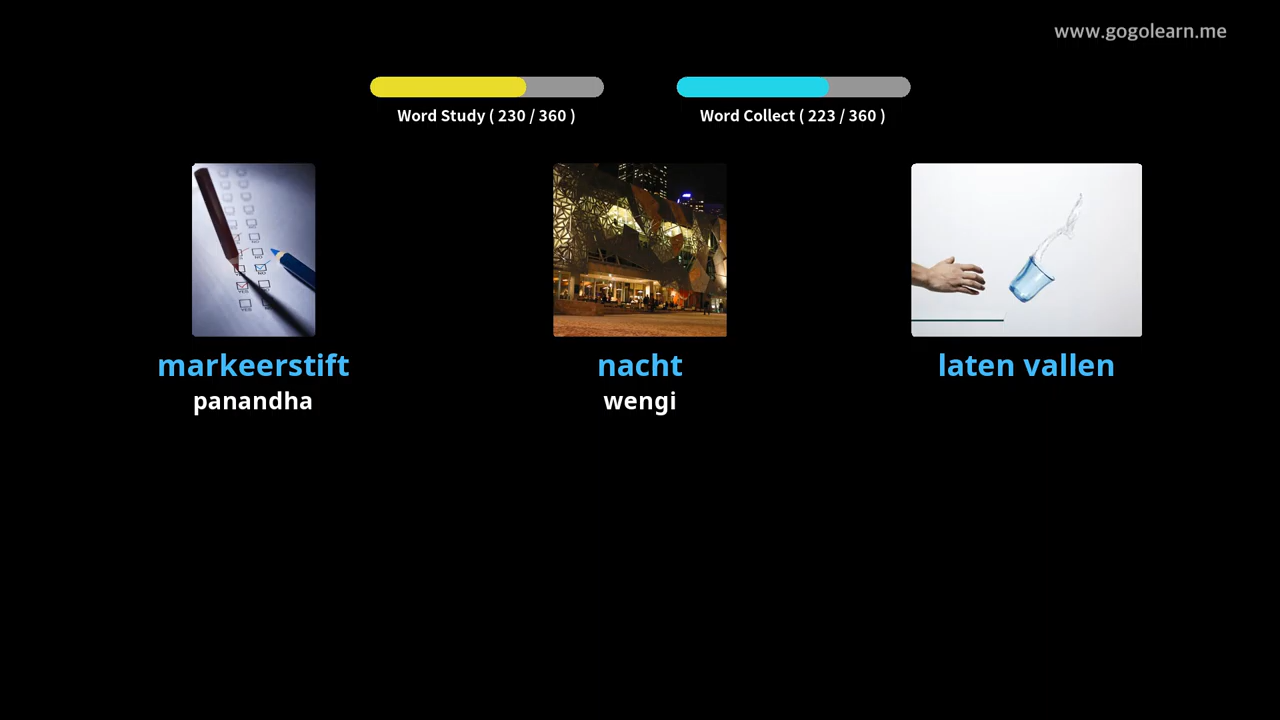 www.gogolearn.me
Word Study ( 230 / 360 )
Word Collect ( 223 / 360 )
markeerstift
panandha
nacht
wengi
laten vallen